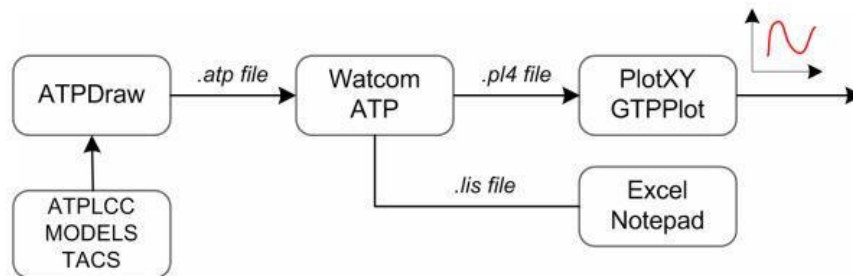 ATPDraw
.atp file
Watcom
ATP
.pl4 file
PlotXY
GTPPlot
ATPLCC
MODELS
TACS
.lis file
Excel
Notepad